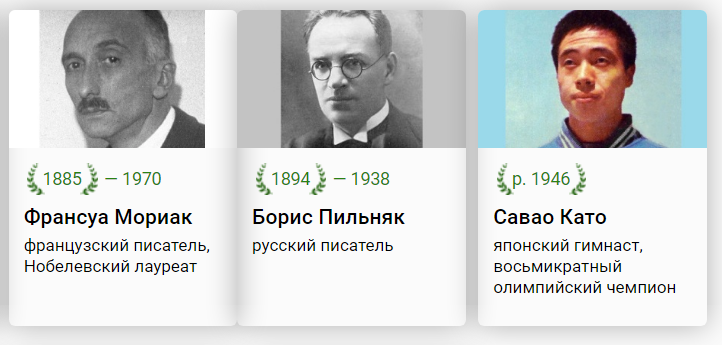 1885 — 1970
Франсуа Мориак
французский писатель,
Нобелевский лауреат
1894 — 1938
Борис Пильняк
русский писатель
р. 1946
Савао Като
японский гимнаст,
восьмикратный
олимпийский чемпион